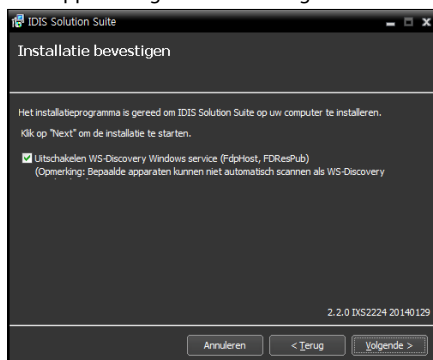 IDIS Solution Suite
Installatie bevestigen
Het installatieprogramma is gereed om IDIS Solution Suite op uw computer te installeren.
Klik op "Next" om de installatie te starten.
Uitschakelen WS-Discovery Windows service (FdpHost, FDResPub)
(Opmerking: Bepaalde apparaten kunnen niet automatisch scannen als WS-Discovery
2.2.0 IXS2224 20140129
Annuleren
< Terug
Volgende >